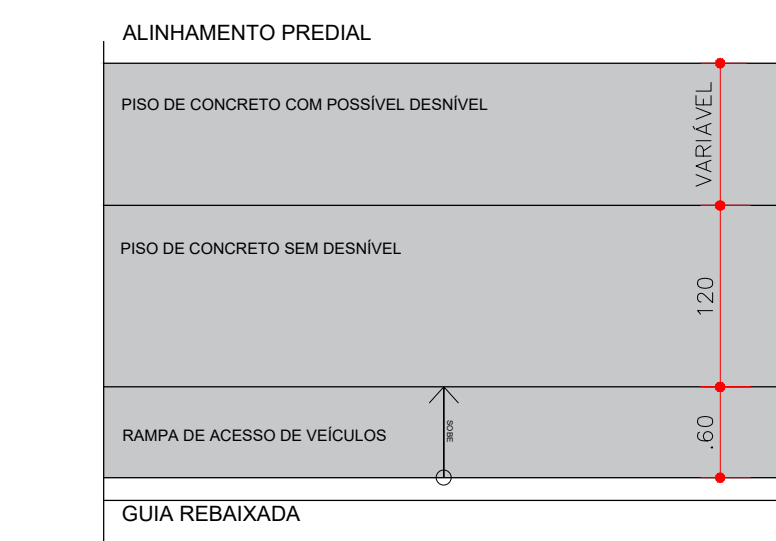 ALINHAMENTO PREDIAL
PISO DE CONCRETO COM POSSÍVEL DESNÍVEL
VARIÁVEL
PISO DE CONCRETO SEM DESNÍVEL
120
RAMPA DE ACESSO DE VEÍCULOS
SOBE
.60
GUIA REBAIXADA